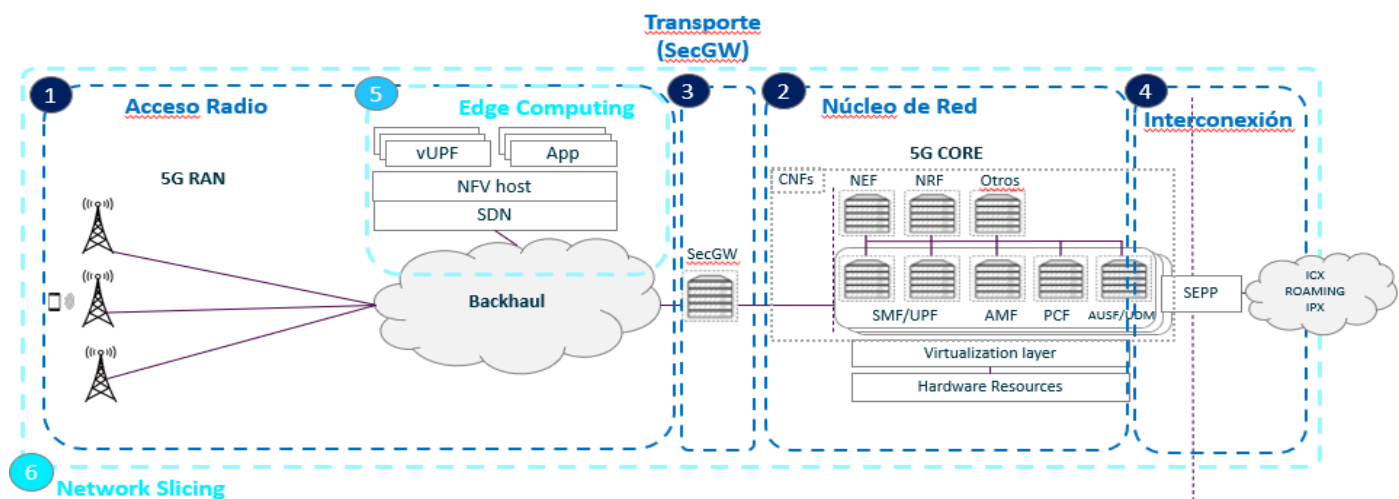 Transporte
(SecGW)
1
Acceso Radio
5
Edge Computing
3
2
Núcleo de Red
4
Interconexión
vUPF
App
NFV host
SDN
5G RAN
Backhaul
SecGW
5G CORE
CNFs
NEF
NRF
Otros
SMF/UPF
AMF
PCF
AUSF/UDM
Virtualization layer
Hardware Resources
SEPP
ICX
ROAMING
IPX
6
Network Slicing